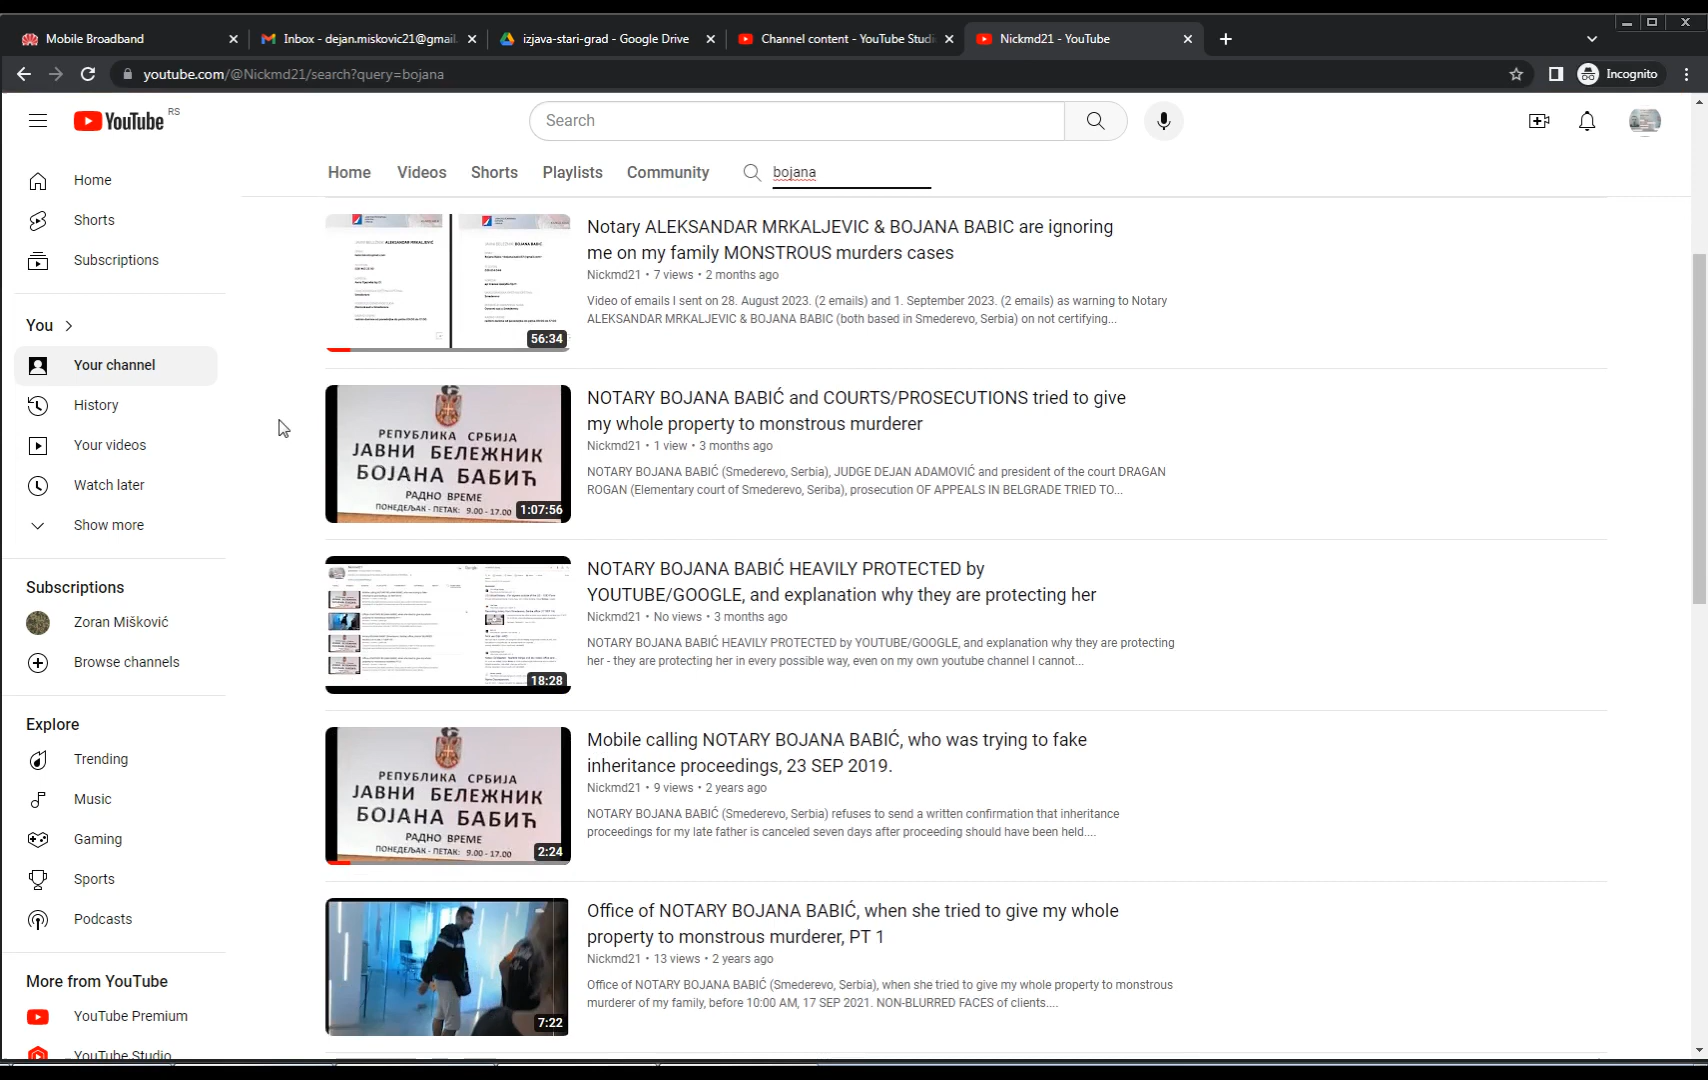 Mobile Broadband
Inbox - dejan.miskovic21@gmail.
izjava-stari-grad - Google Drive
Channel content - YouTube Studi
Nickmd21 - YouTube
youtube.com/@Nickmd21/search?query=bojana
Incognito
YouTube RS
Search
Home Videos Shorts Playlists Community bojana
Home
Shorts
Subscriptions
You
Your channel
History
Your videos
Watch later
Show more
Subscriptions
Zoran Mišković
Browse channels
Explore
Trending
Music
Gaming
Sports
Podcasts
More from YouTube
YouTube Premium
YouTube Studio
56:34
Notary ALEKSANDAR MRKALJEVIC & BOJANA BABIC are ignoring
me on my family MONSTROUS murders cases
Nickmd21 • 7 views • 2 months ago
Video of emails I sent on 28. August 2023. (2 emails) and 1. September 2023. (2 emails) as warning to Notary
ALEKSANDAR MRKALJEVIC & BOJANA BABIC (both based in Smederevo, Serbia) on not certifying...
РЕПУБЛИКА СРБИЈА
ЈАВНИ БЕЛЕЖНИК
БОЈАНА БАБИЋ
РАДНО ВРЕМЕ
ПОНЕДЕЉАК - ПЕТАК: 9.00 - 17.00
1:07:56
NOTARY BOJANA BABIĆ and COURTS/PROSECUTIONS tried to give
my whole property to monstrous murderer
Nickmd21 • 1 view • 3 months ago
NOTARY BOJANA BABIĆ (Smederevo, Serbia), JUDGE DEJAN ADAMOVIĆ and president of the court DRAGAN
ROGAN (Elementary court of Smederevo, Seriba), prosecution OF APPEALS IN BELGRADE TRIED TO...
18:28
NOTARY BOJANA BABIĆ HEAVILY PROTECTED by
YOUTUBE/GOOGLE, and explanation why they are protecting her
Nickmd21 • No views • 3 months ago
NOTARY BOJANA BABIĆ HEAVILY PROTECTED by YOUTUBE/GOOGLE, and explanation why they are protecting
her - they are protecting her in every possible way, even on my own youtube channel I cannot...
РЕПУБЛИКА СРБИЈА
ЈАВНИ БЕЛЕЖНИК
БОЈАНА БАБИЋ
РАДНО ВРЕМЕ
ПОНЕДЕЉАК - ПЕТАК: 9.00 - 17.00
2:24
Mobile calling NOTARY BOJANA BABIĆ, who was trying to fake
inheritance proceedings, 23 SEP 2019.
Nickmd21 • 9 views • 2 years ago
NOTARY BOJANA BABIĆ (Smederevo, Serbia) refuses to send a written confirmation that inheritance
proceedings for my late father is canceled seven days after proceeding should have been held....
7:22
Office of NOTARY BOJANA BABIĆ, when she tried to give my whole
property to monstrous murderer, PT 1
Nickmd21 • 13 views • 2 years ago
Office of NOTARY BOJANA BABIĆ (Smederevo, Serbia), when she tried to give my whole property to monstrous
murderer of my family, before 10:00 AM, 17 SEP 2021. NON-BLURRED FACES of clients....